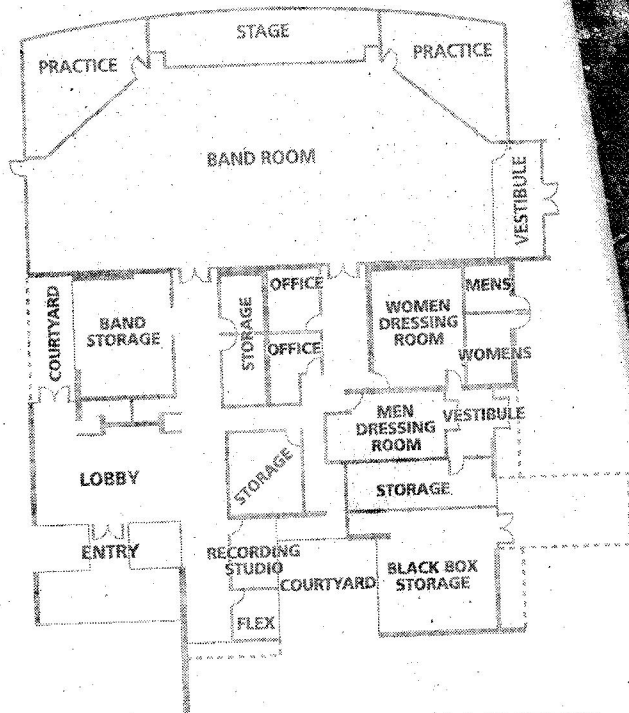 STAGE
PRACTICE
PRACTICE
BAND ROOM
VESTIBULE
COURTYARD
BAND
STORAGE
STORAGE
OFFICE
OFFICE
WOMEN
DRESSING
ROOM
MENS
WOMENS
MEN
DRESSING
ROOM
VESTIBULE
LOBBY
STORAGE
STORAGE
ENTRY
RECORDING
STUDIO
COURTYARD
BLACK BOX
STORAGE
FLEX